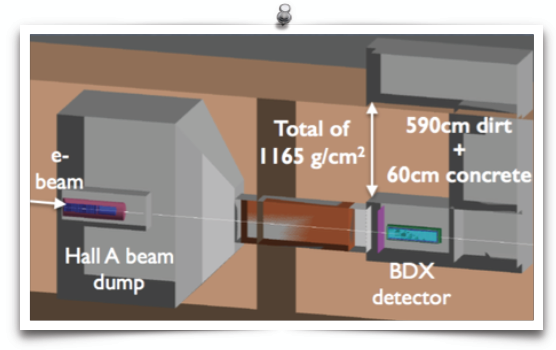 e-
beam
Total of
1165 g/cm²
590cm dirt
+
60cm concrete
Hall A beam
dump
BDX
detector